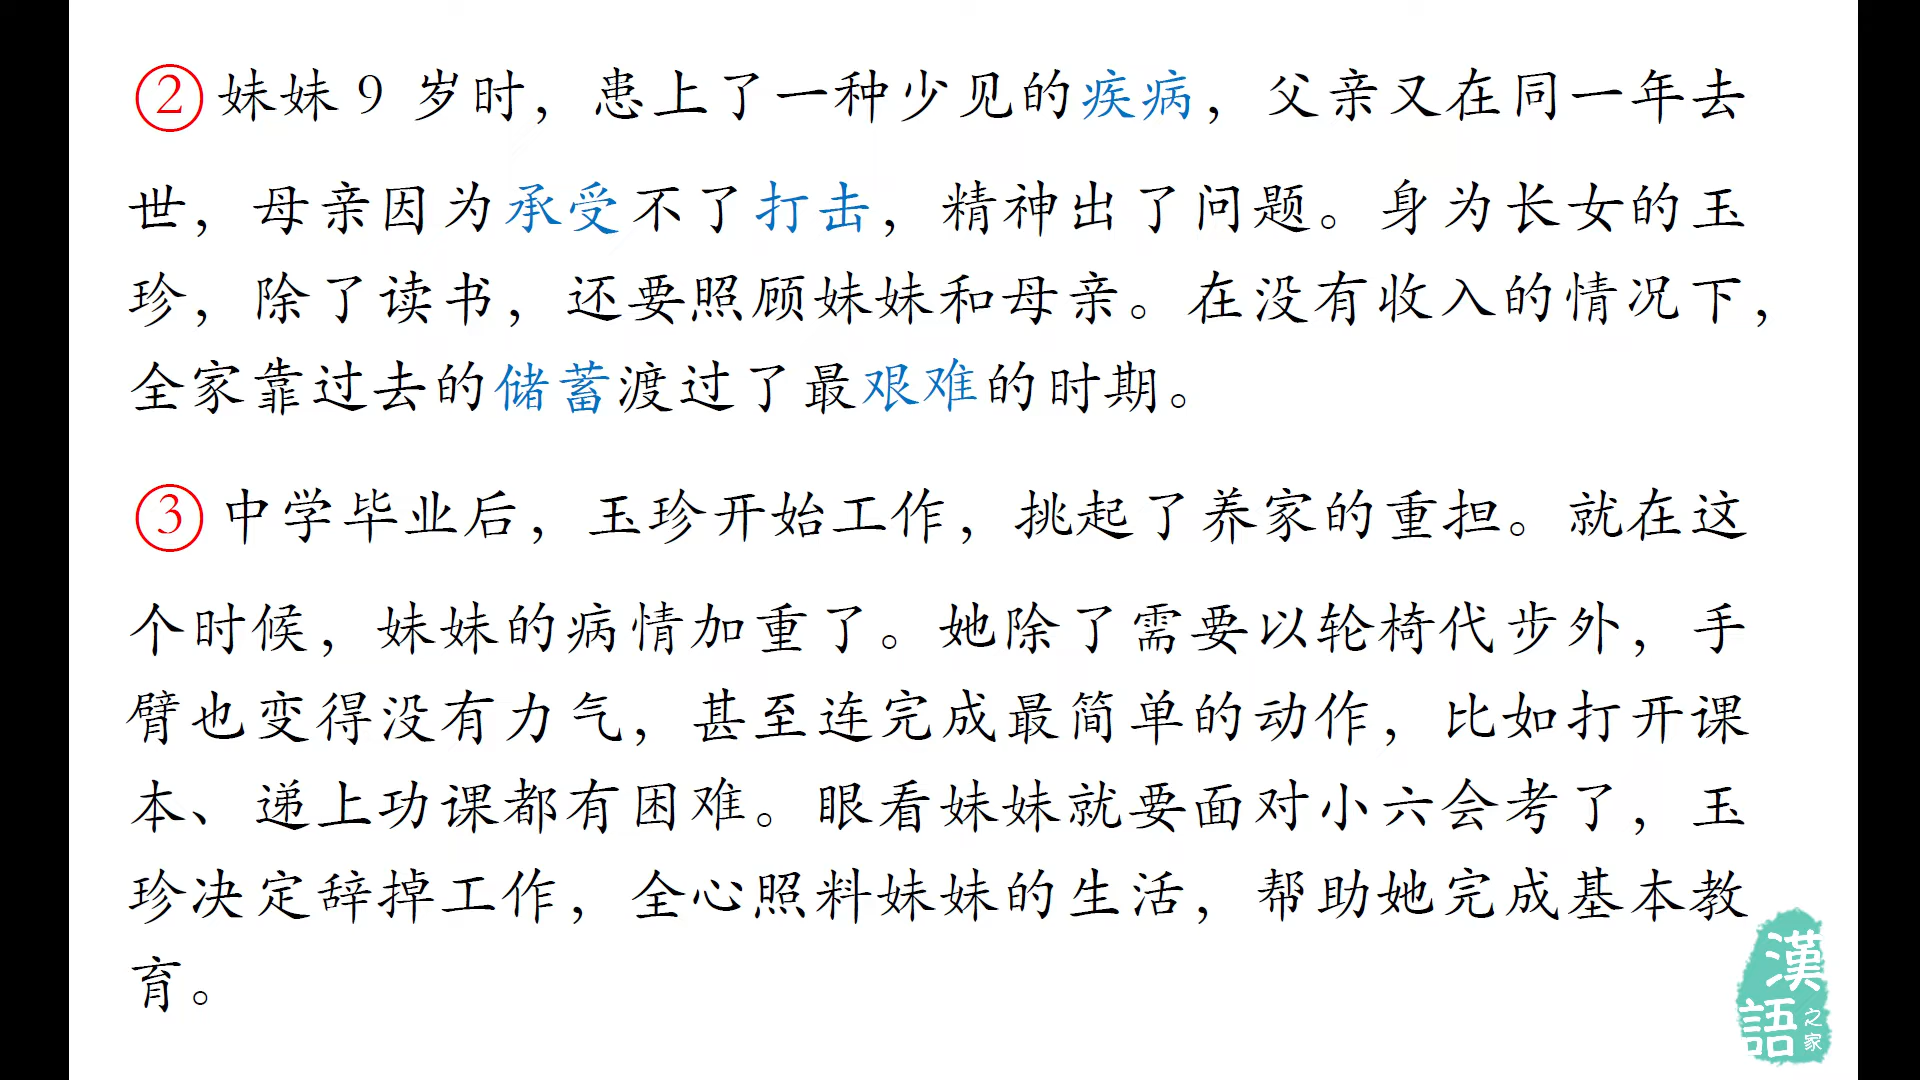 ②妹妹9岁时，患上了一种少见的疾病，父亲又在同一年去
世，母亲因为承受不了打击，精神出了问题。身为长女的玉
珍，除了读书，还要照顾妹妹和母亲。在没有收入的情况下，
全家靠过去的储蓄渡过了最艰难的时期。
③中学毕业后，玉珍开始工作，挑起了养家的重担。就在这
个时候，妹妹的病情加重了。她除了需要以轮椅代步外，手
臂也变得没有力气，甚至连完成最简单的动作，比如打开课
本、递上功课都有困难。眼看妹妹就要面对小六会考了，玉
珍决定辞掉工作，全心照料妹妹的生活，帮助她完成基本教
育。
漢
語之家